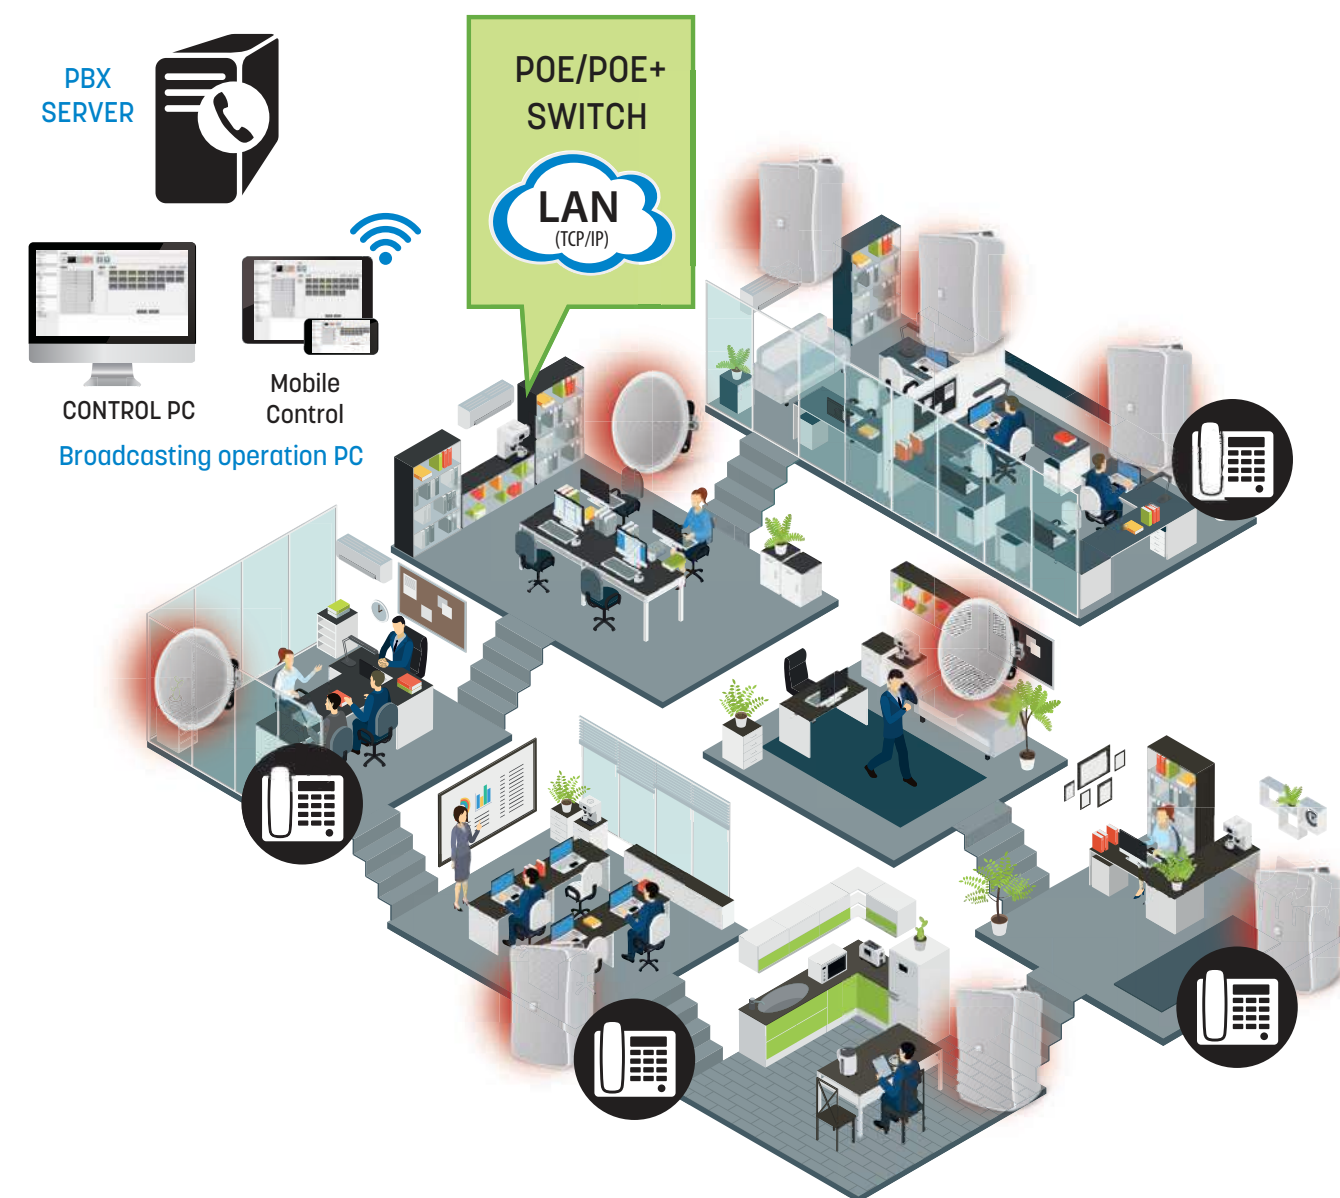 PBX
SERVER
POE/POE+
SWITCH
LAN
(TCP/IP)
CONTROL PC
Mobile
Control
Broadcasting operation PC